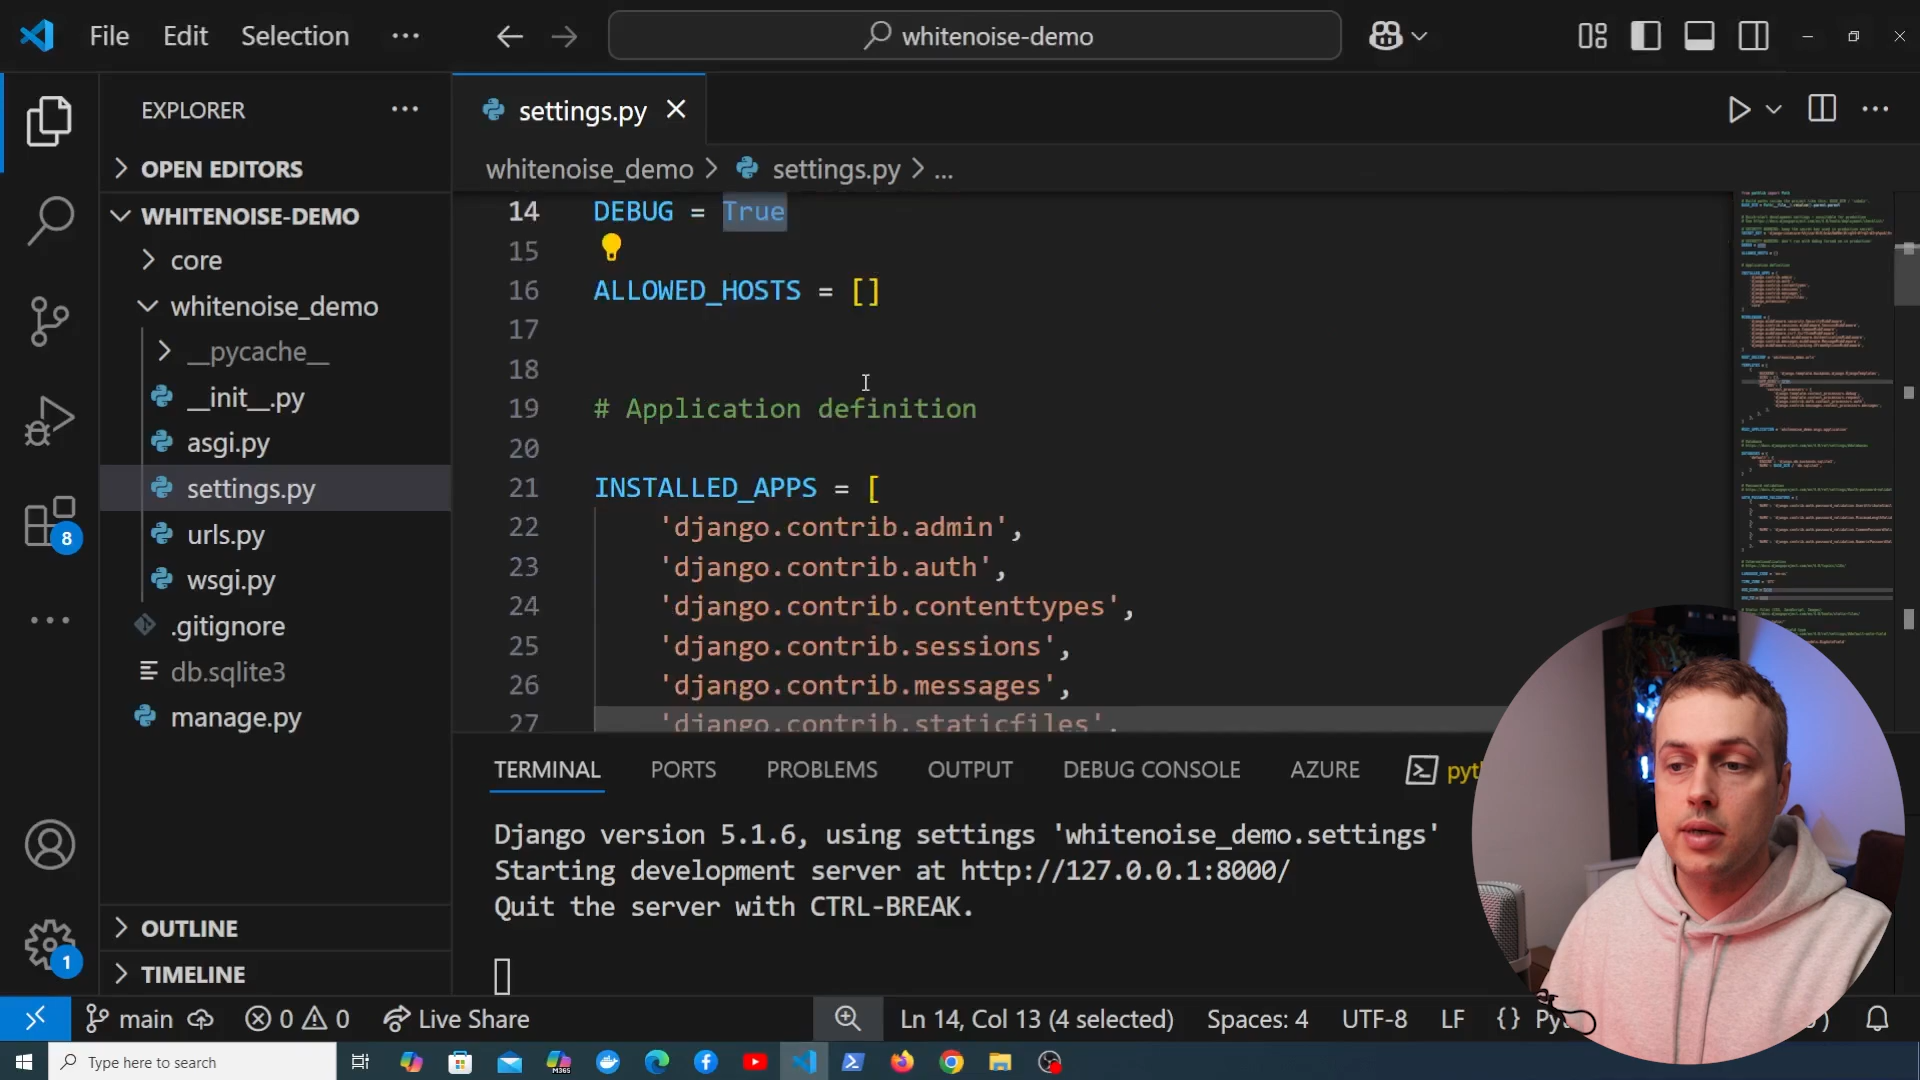 File Edit Selection ...
whitenoise-demo
EXPLORER
OPEN EDITORS
WHITENOISE-DEMO
core
whitenoise_demo
__pycache__
__init__.py
asgi.py
settings.py
urls.py
wsgi.py
.gitignore
db.sqlite3
manage.py
OUTLINE
TIMELINE
8
1
settings.py
whitenoise_demo > settings.py > ...
14 DEBUG = True
15
16 ALLOWED_HOSTS = []
17
18
19 # Application definition
20
21 INSTALLED_APPS = [
22 'django.contrib.admin',
23 'django.contrib.auth',
24 'django.contrib.contenttypes',
25 'django.contrib.sessions',
26 'django.contrib.messages',
27 'django.contrib.staticfiles',
TERMINAL PORTS PROBLEMS OUTPUT DEBUG CONSOLE AZURE
Django version 5.1.6, using settings 'whitenoise_demo.settings'
Starting development server at http://127.0.0.1:8000/
Quit the server with CTRL-BREAK.
main 0 0 Live Share Ln 14, Col 13 (4 selected) Spaces: 4 UTF-8 LF {}
Type here to search